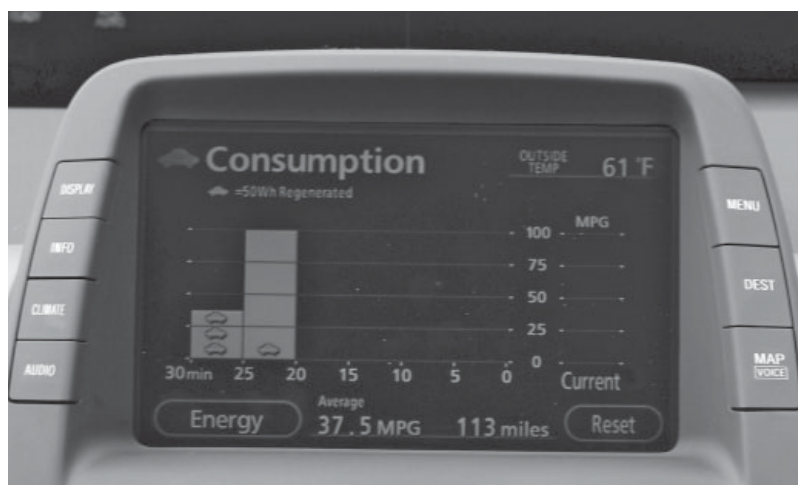 DISPLAY
INFO
CLIMATE
AUDIO
Consumption
=50Wh Regenerated
OUTSIDE
TEMP
61 °F
MPG
100
75
50
25
0
30min 25 20 15 10 5 0
Current
Energy
Average
37.5 MPG 113 miles
Reset
MENU
DEST
MAP
VOICE